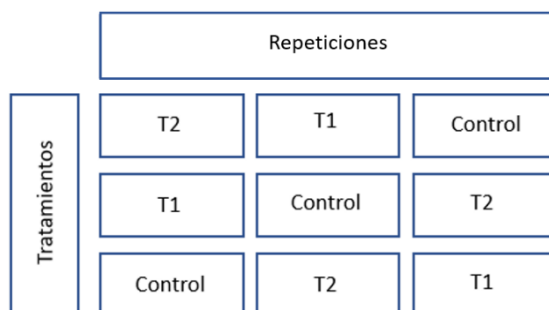 Repeticiones
Tratamientos
T2
T1
Control
T1
Control
T2
Control
T2
T1